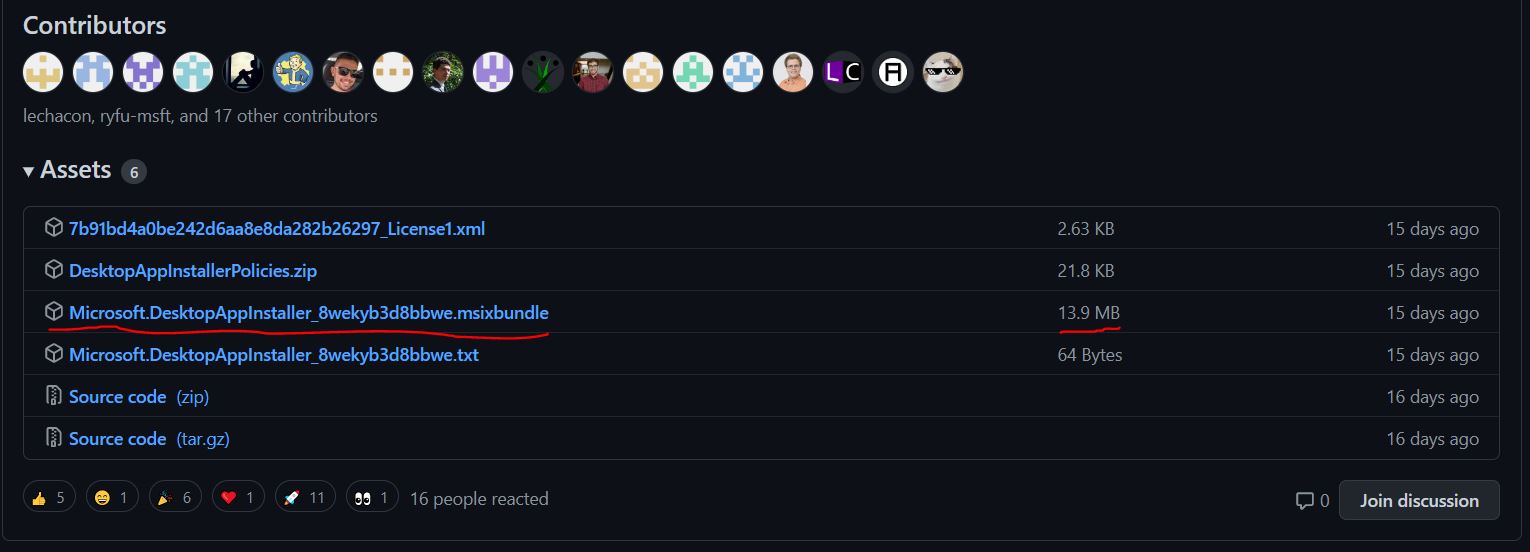 Contributors
L C A
lechacon, ryfu-msft, and 17 other contributors
Assets 6
7b91bd4a0be242d6aa8e8da282b26297_License1.xml 2.63 KB 15 days ago
DesktopAppInstallerPolicies.zip 21.8 KB 15 days ago
Microsoft.DesktopAppInstaller_8wekyb3d8bbwe.msixbundle 13.9 MB 15 days ago
Microsoft.DesktopAppInstaller_8wekyb3d8bbwe.txt 64 Bytes 15 days ago
Source code (zip) 16 days ago
Source code (tar.gz) 16 days ago
5 1 6 1 11 1 16 people reacted 0 Join discussion